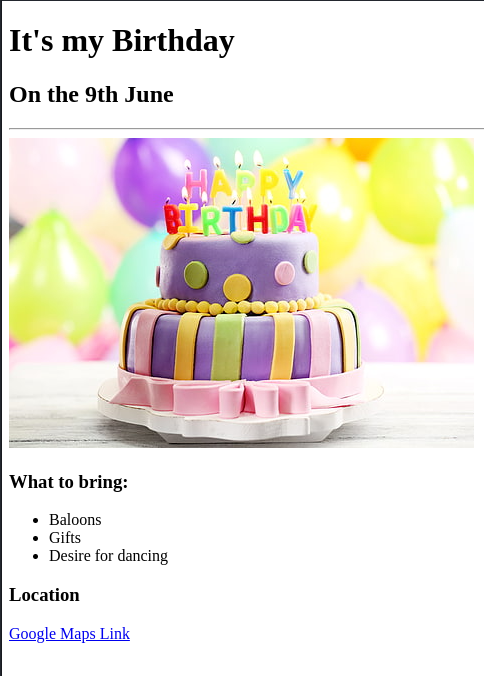 It's my Birthday
On the 9th June
HAPPY
BIRTHDAY
What to bring:
Baloons
Gifts
Desire for dancing
Location
Google Maps Link